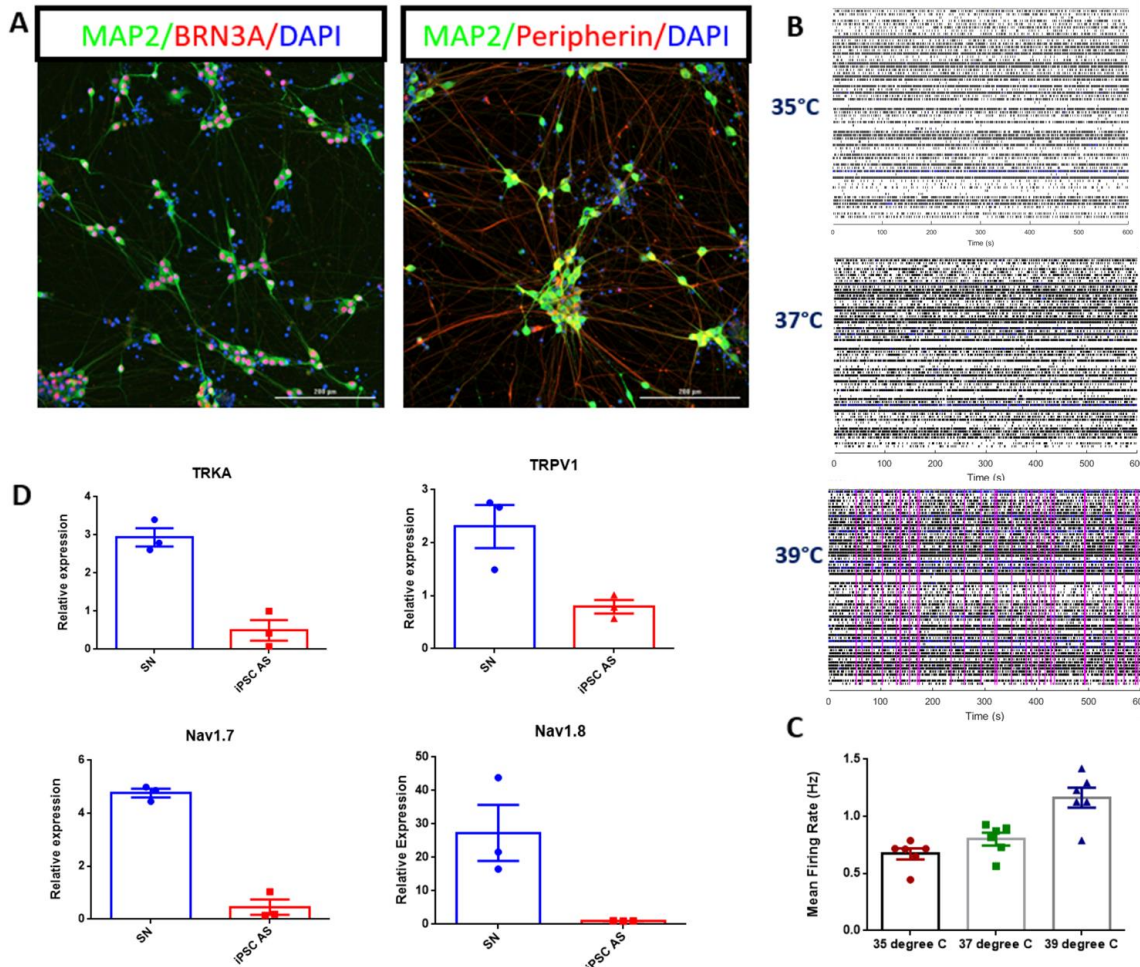 A
MAP2/BRN3A/DAPI
MAP2/Peripherin/DAPI
200 µm
200 µm
B
35°C
0 100 200 300 400 500 600
Time (s)
37°C
0 100 200 300 400 500 600
Time (s)
39°C
0 100 200 300 400 500 600
Time (s)
D
TRKA
Relative expression
4
3
2
1
0
SN
IPSC AS
TRPV1
Relative expression
3
2
1
0
SN
IPSC AS
Nav1.7
Relative expression
6
4
2
0
SN
IPSC AS
Nav1.8
Relative Expression
50
40
30
20
10
0
SN
IPSC AS
C
Mean Firing Rate (Hz)
1.5
1.0
0.5
0.0
35 degree C 37 degree C 39 degree C